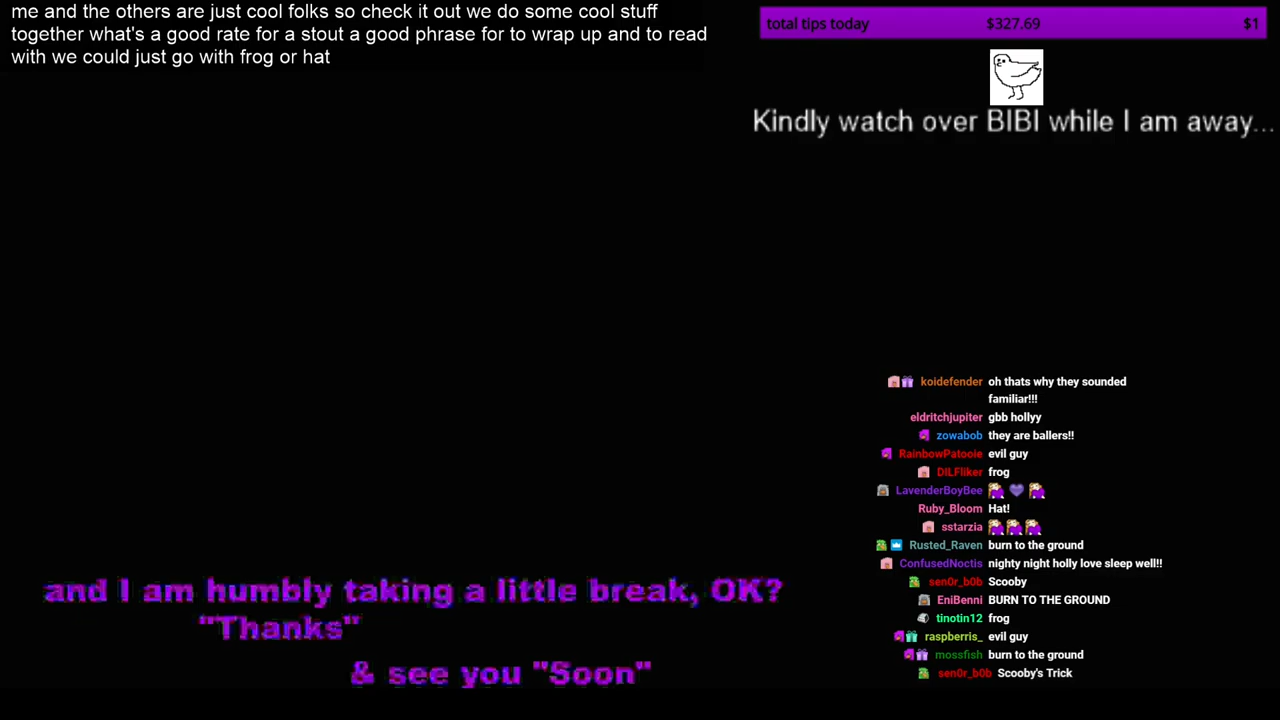 me and the others are just cool folks so check it out we do some cool stuff
together what's a good rate for a stout a good phrase for to wrap up and to read
with we could just go with frog or hat
total tips today $327.69 $1
Kindly watch over BIBI while I am away...
koidefender oh thats why they sounded
familiar!!!
eldritchjupiter gbb hollyy
zowabob they are ballers!!
RainbowPatooie evil guy
DILFliker frog
LavenderBoyBee
Ruby_Bloom Hat!
sstarzia
Rusted_Raven burn to the ground
ConfusedNoctis nighty night holly love sleep well!!
sen0r_b0b Scooby
EniBenni BURN TO THE GROUND
tinotin12 frog
raspberris_ evil guy
mossfish burn to the ground
sen0r_b0b Scooby's Trick
and I am humbly taking a little break, OK?
"Thanks"
& see you "Soon"